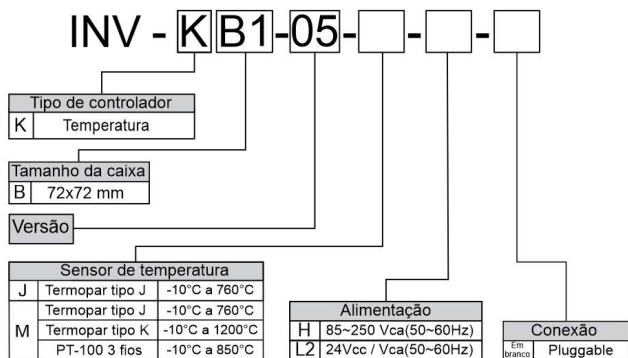 INV - K B1-05- - -
Tipo de controlador
K Temperatura
Tamanho da caixa
B 72x72 mm
Versão
Sensor de temperatura
J Termopar tipo J -10°C a 760°C
Termopar tipo J -10°C a 760°C
M Termopar tipo K -10°C a 1200°C
PT-100 3 fios -10°C a 850°C
Alimentação
H 85~250 Vca(50~60Hz)
L2 24Vcc / Vca(50~60Hz)
Conexão
Em branco Pluggable